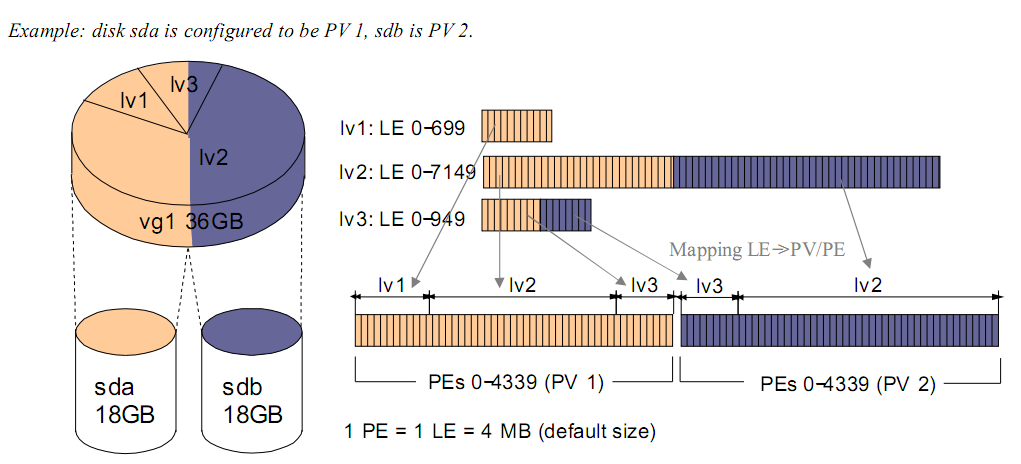 Example: disk sda is configured to be PV 1, sdb is PV 2.
lv3
lv1
lv2
vg1 36GB
sda
18GB
sdb
18GB
lv1: LE 0-699
lv2: LE 0-7149
lv3: LE 0-949
Mapping LE->PV/PE
lv1
lv2
lv3
lv3
lv2
PEs 0-4339 (PV 1)
PEs 0-4339 (PV 2)
1 PE = 1 LE = 4 MB (default size)